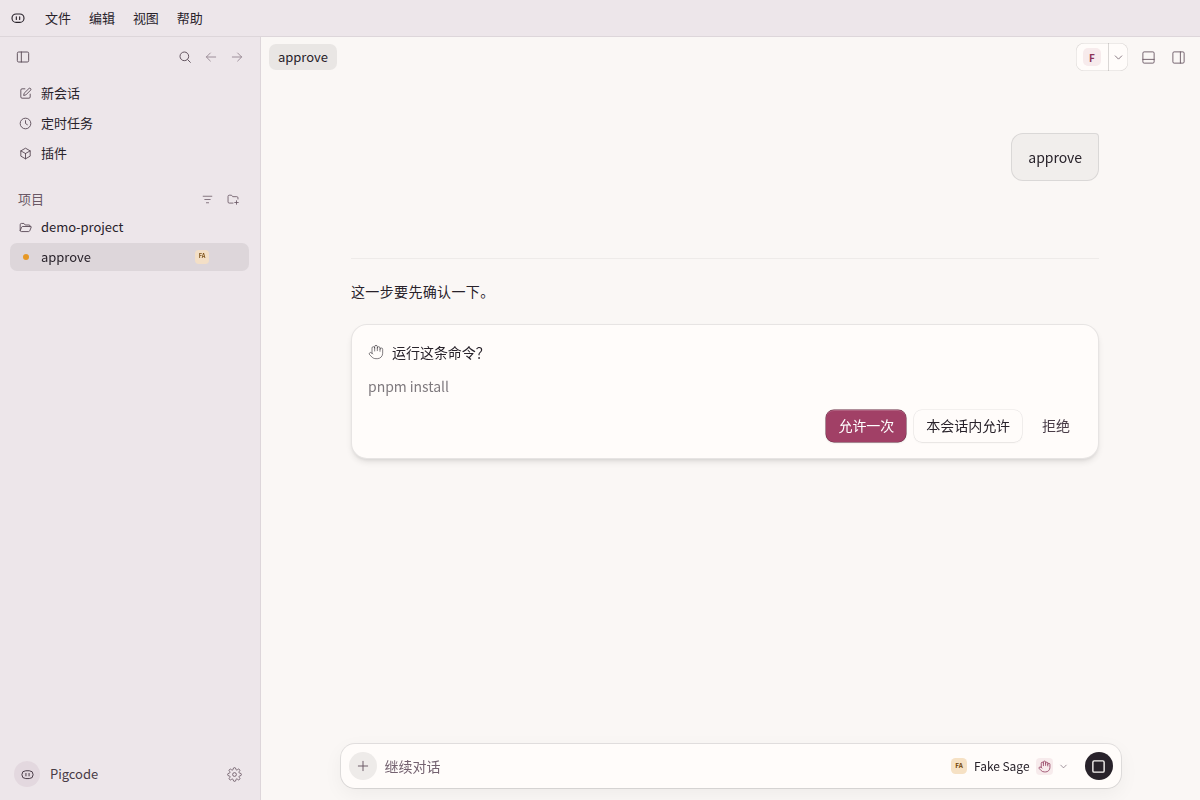 文件 编辑 视图 帮助
approve
F
新会话
定时任务
插件
项目
demo-project
approve FA
approve
这一步要先确认一下。
运行这条命令?
pnpm install
允许一次 本会话内允许 拒绝
继续对话
FA Fake Sage
Pigcode